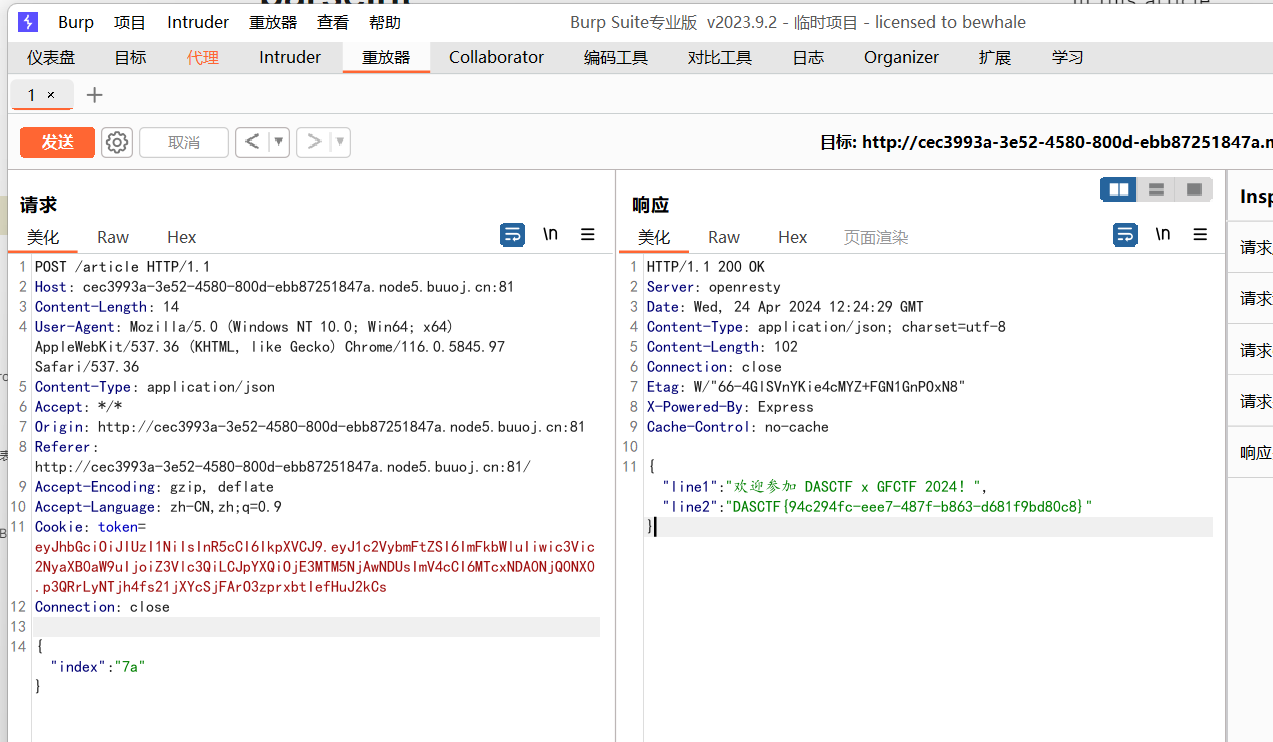 Burp 项目 Intruder 重放器 查看 帮助 Burp Suite专业版 v2023.9.2 - 临时项目 - licensed to bewhale
仪表盘 目标 代理 Intruder 重放器 Collaborator 编码工具 对比工具 日志 Organizer 扩展 学习
1 × +
发送 取消 < > 目标: http://cec3993a-3e52-4580-800d-ebb87251847a.n
请求
美化 Raw Hex \n
1 POST /article HTTP/1.1
2 Host: cec3993a-3e52-4580-800d-ebb87251847a.node5.buuoj.cn:81
3 Content-Length: 14
4 User-Agent: Mozilla/5.0 (Windows NT 10.0; Win64; x64)
AppleWebKit/537.36 (KHTML, like Gecko) Chrome/116.0.5845.97
Safari/537.36
5 Content-Type: application/json
6 Accept: */*
7 Origin: http://cec3993a-3e52-4580-800d-ebb87251847a.node5.buuoj.cn:81
8 Referer:
http://cec3993a-3e52-4580-800d-ebb87251847a.node5.buuoj.cn:81/
9 Accept-Encoding: gzip, deflate
10 Accept-Language: zh-CN,zh;q=0.9
11 Cookie: token=
12 Connection: close
13
14 {
"index":"7a"
}
响应
美化 Raw Hex 页面渲染 \n
1 HTTP/1.1 200 OK
2 Server: openresty
3 Date: Wed, 24 Apr 2024 12:24:29 GMT
4 Content-Type: application/json; charset=utf-8
5 Content-Length: 102
6 Connection: close
7 Etag: W/"66-4GlSVnYKie4cMYZ+FGN1GnPOxN8"
8 X-Powered-By: Express
9 Cache-Control: no-cache
10
11 {
"line1":"欢迎参加 DASCTF x GFCTF 2024！",
"line2":"DASCTF{94c294fc-eee7-487f-b863-d681f9bd80c8}"
}
Insp
请求
请求
请求
请求
响应